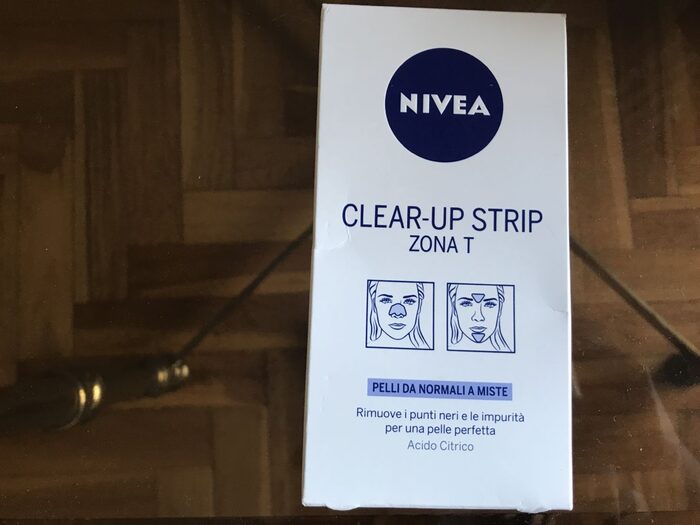 NIVEA
CLEAR-UP STRIP
ZONA T
PELLI DA NORMALI A MISTE
Rimuove i punti neri e le impurità
per una pelle perfetta
Acido Citrico